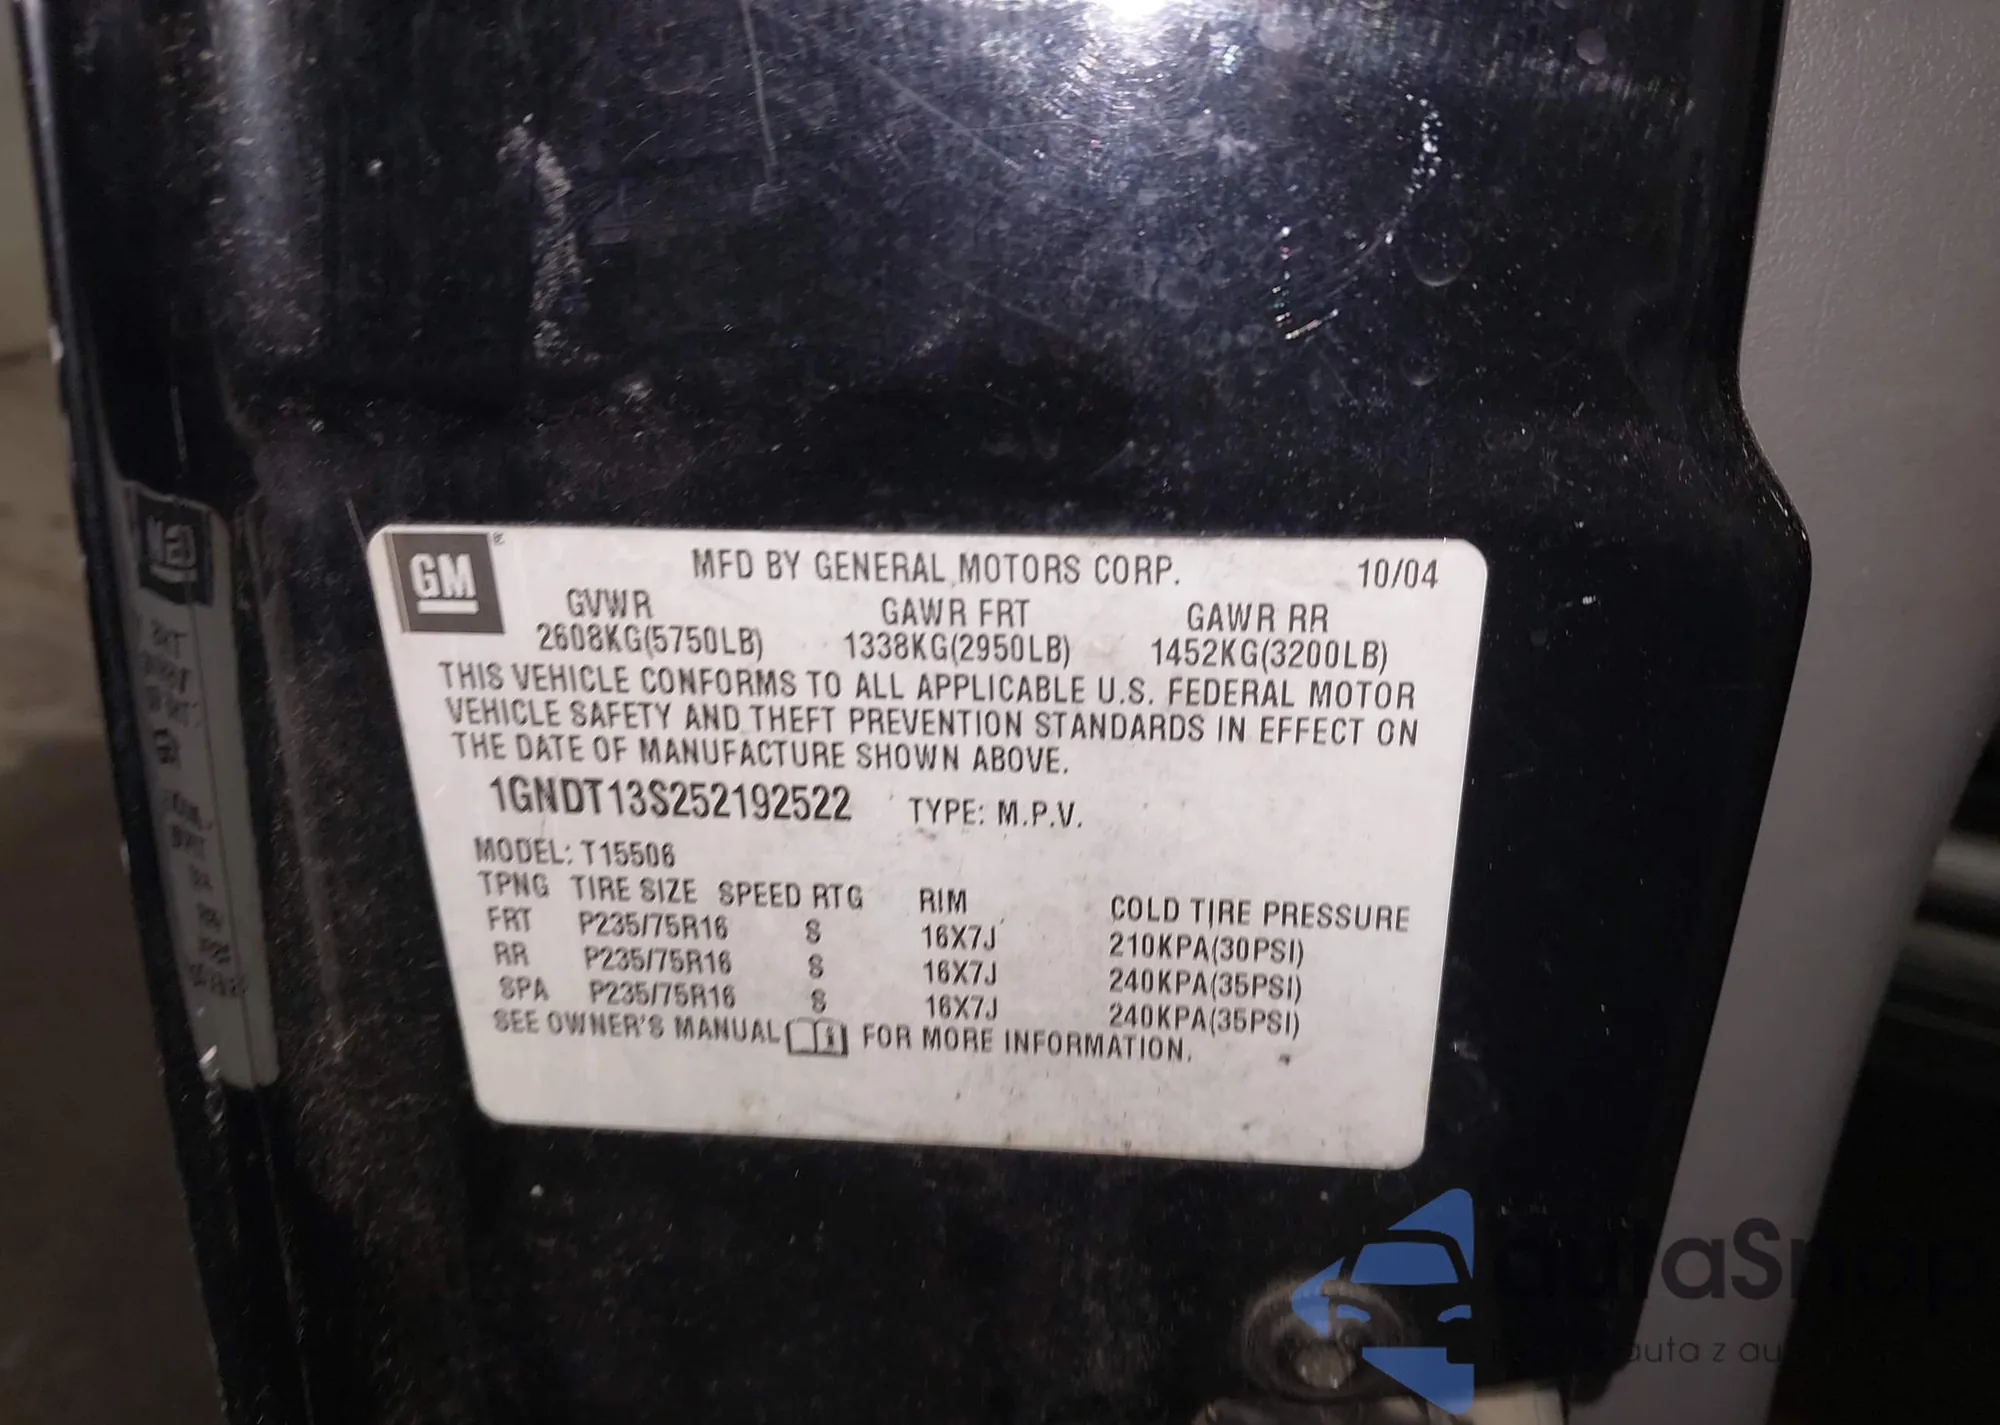 GM
MFD BY GENERAL MOTORS CORP. 10/04
GVWR GAWR FRT GAWR RR
2608KG(5750LB) 1338KG(2950LB) 1452KG(3200LB)
THIS VEHICLE CONFORMS TO ALL APPLICABLE U.S. FEDERAL MOTOR
VEHICLE SAFETY AND THEFT PREVENTION STANDARDS IN EFFECT ON
THE DATE OF MANUFACTURE SHOWN ABOVE.
1GNDT13S252192522 TYPE: M.P.V.
MODEL: T15506
TPNG TIRE SIZE SPEED RTG RIM COLD TIRE PRESSURE
FRT P235/75R16 S 16X7J 210KPA(30PSI)
RR P235/75R16 S 16X7J 240KPA(35PSI)
SPA P235/75R16 S 16X7J 240KPA(35PSI)
SEE OWNER'S MANUAL FOR MORE INFORMATION.
autaSnap
auta z